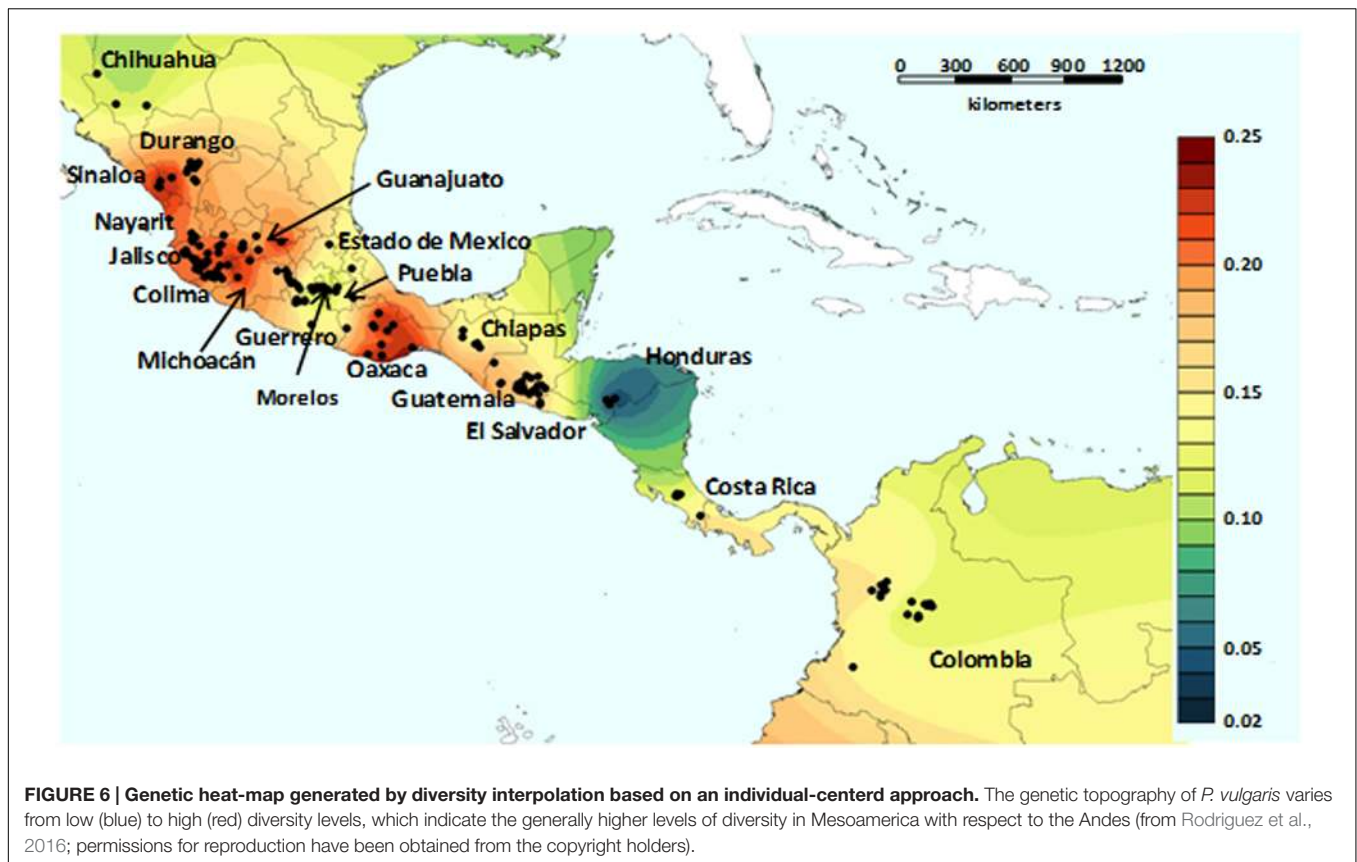 Chihuahua
0 300 600 900 1200
kilometers
Durango
0.25
Sinaloa
Guanajuato
Nayarit
Estado de Mexico
Jalisco
0.20
Puebla
Colima
Chiapas
Guerrero
Michoacán
Honduras
Oaxaca
Morelos
Guatemala
0.15
El Salvador
Costa Rica
0.10
0.05
Colombia
0.02
FIGURE 6 | Genetic heat-map generated by diversity interpolation based on an individual-centerd approach. The genetic topography of P. vulgaris varies
from low (blue) to high (red) diversity levels, which indicate the generally higher levels of diversity in Mesoamerica with respect to the Andes (from Rodriguez et al.,
2016; permissions for reproduction have been obtained from the copyright holders).